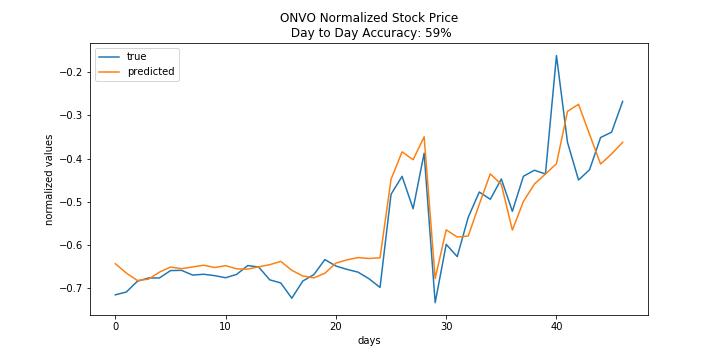 ONVO Normalized Stock Price
Day to Day Accuracy: 59%
true
predicted
normalized values
−0.2
−0.3
−0.4
−0.5
−0.6
−0.7
0
10
20
30
40
days